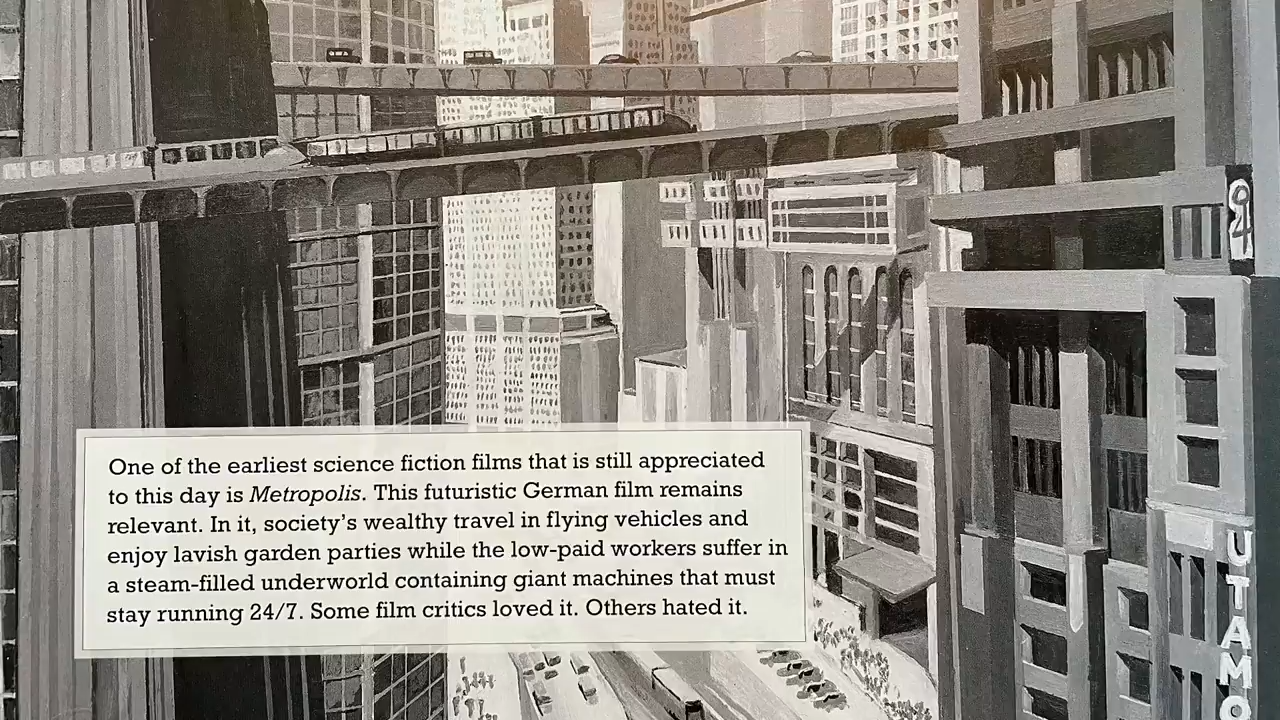 One of the earliest science fiction films that is still appreciated
to this day is Metropolis. This futuristic German film remains
relevant. In it, society's wealthy travel in flying vehicles and
enjoy lavish garden parties while the low-paid workers suffer in
a steam-filled underworld containing giant machines that must
stay running 24/7. Some film critics loved it. Others hated it.
UTAMO